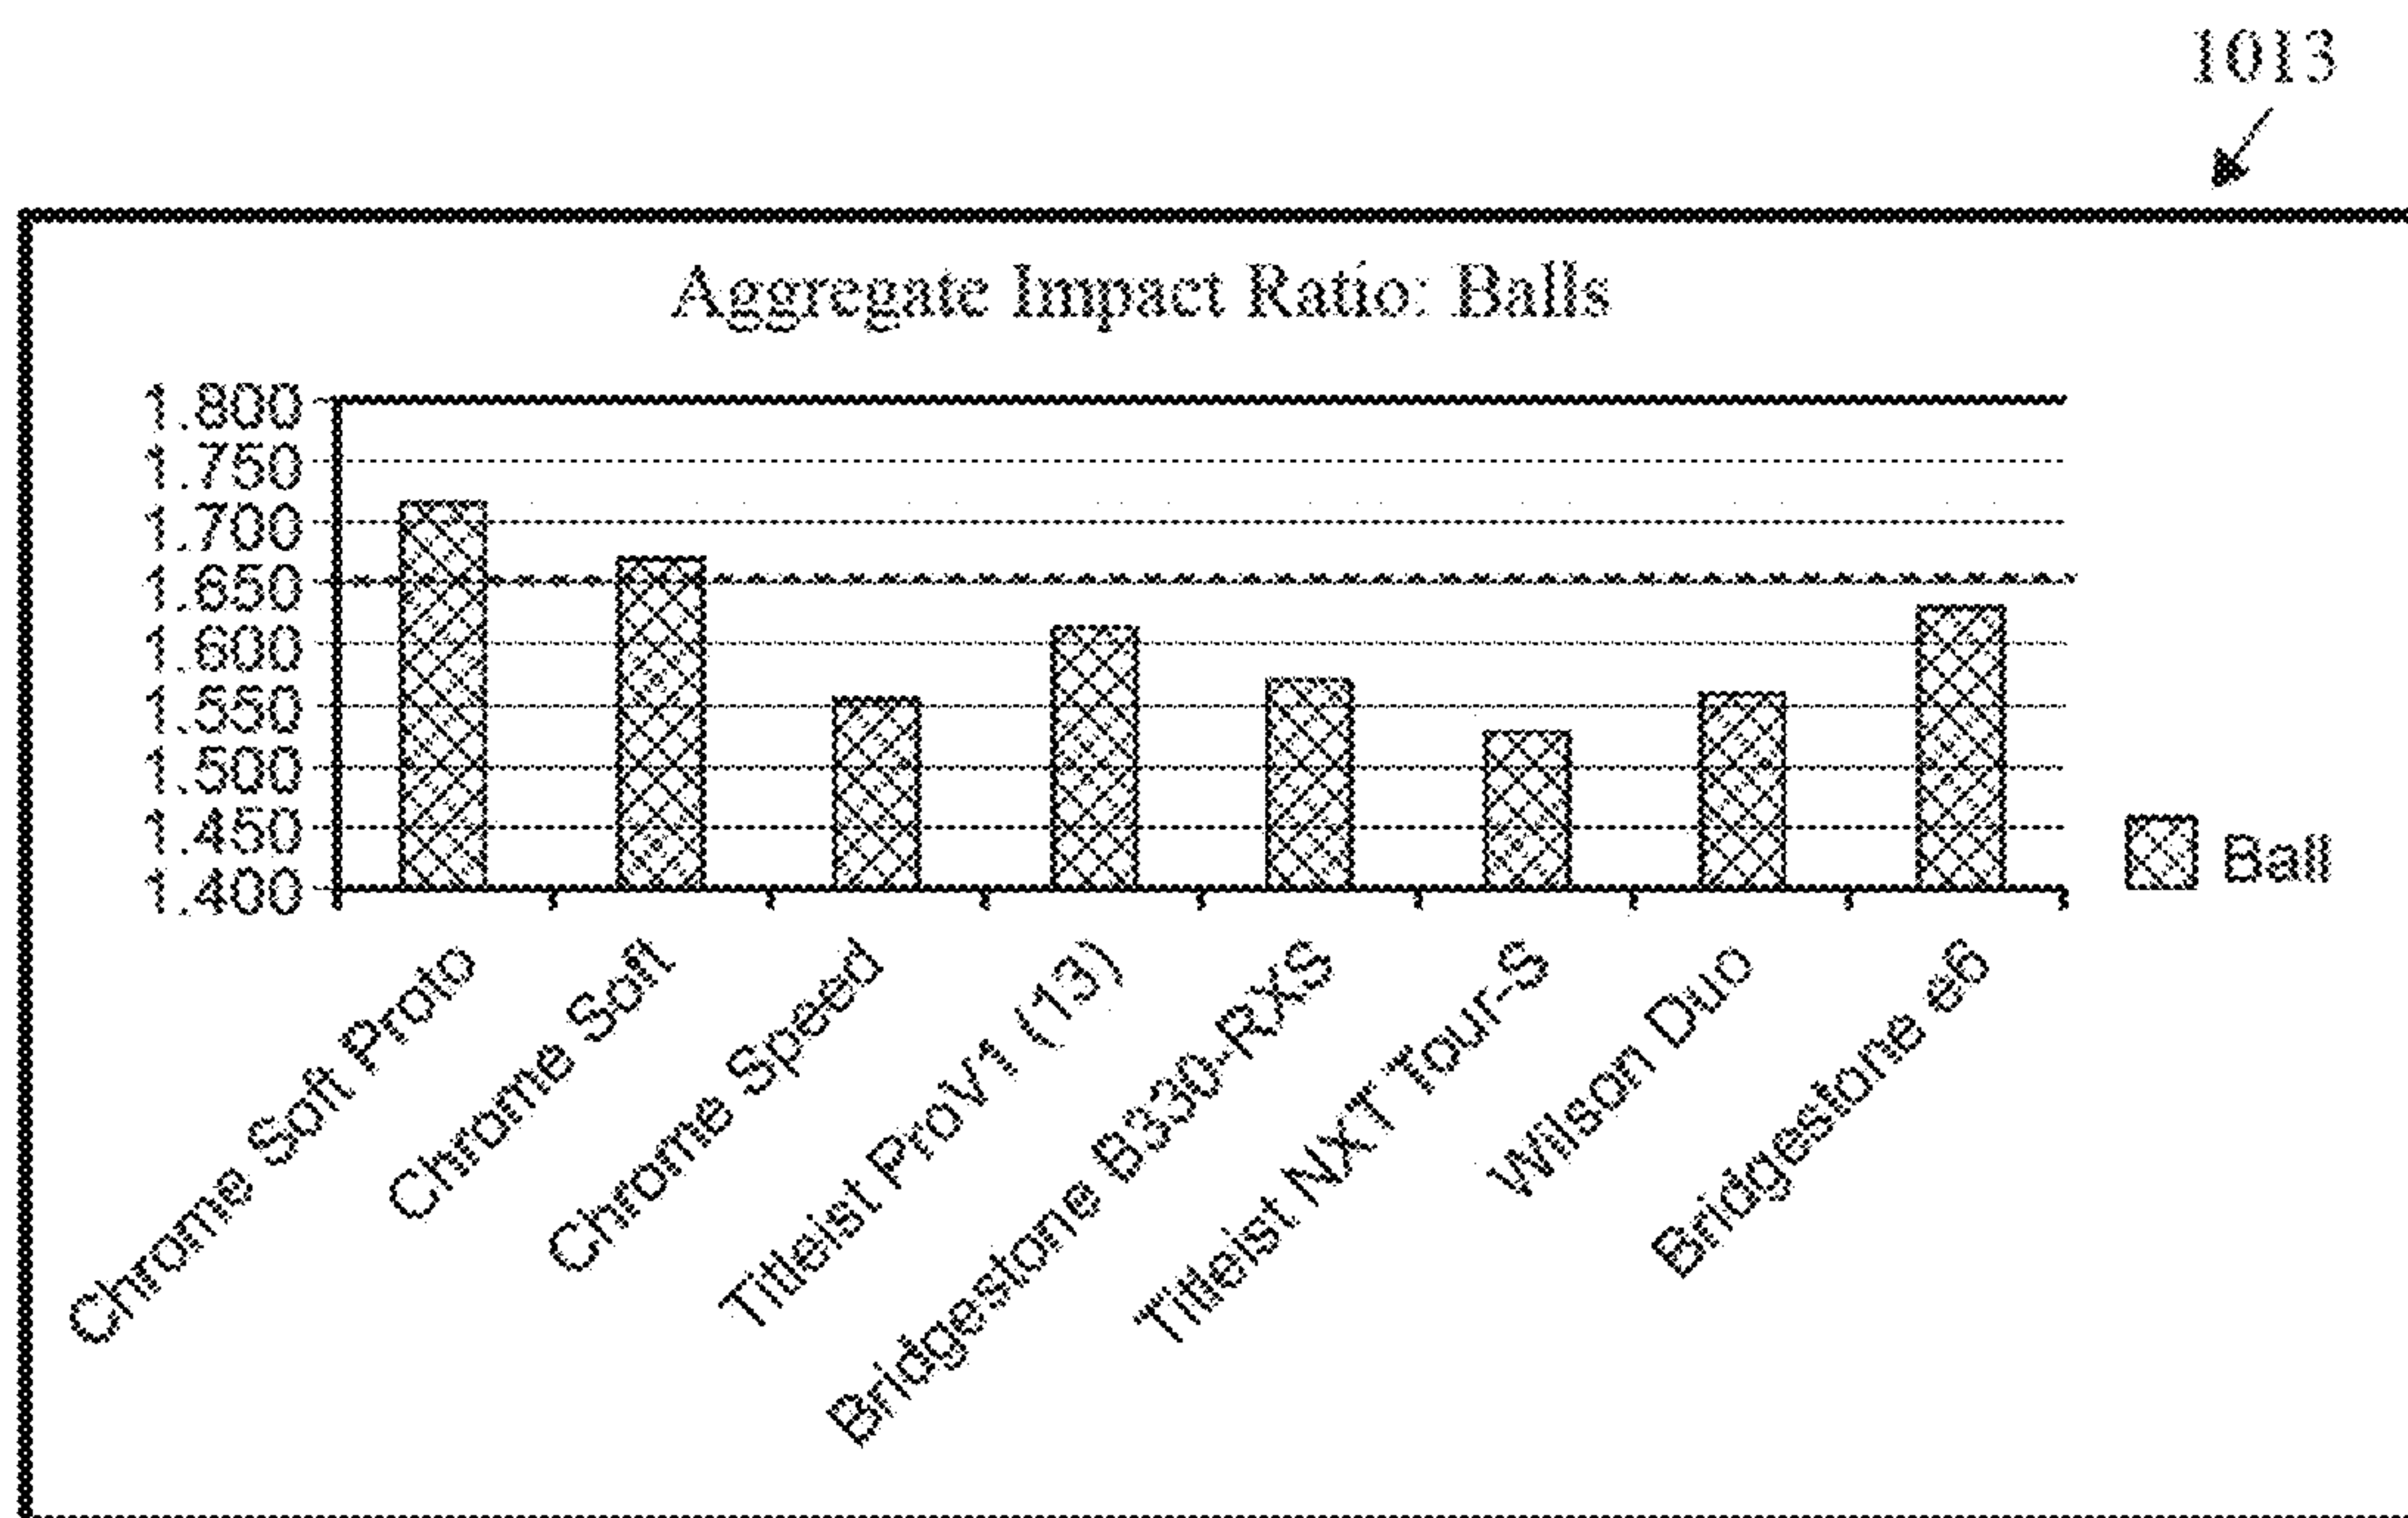 1013
Aggregate Impact Ratio: Balls
1.800
1.750
1.700
1.650
1.600
1.550
1.500
1.450
1.400
Ball
Chrome Soft Proto
Chrome Soft
Chrome Speed
Titleist ProV1 (13)
Bridgestone B330-RXS
Titleist NXT Tour-S
Wilson Duo
Bridgestone e6